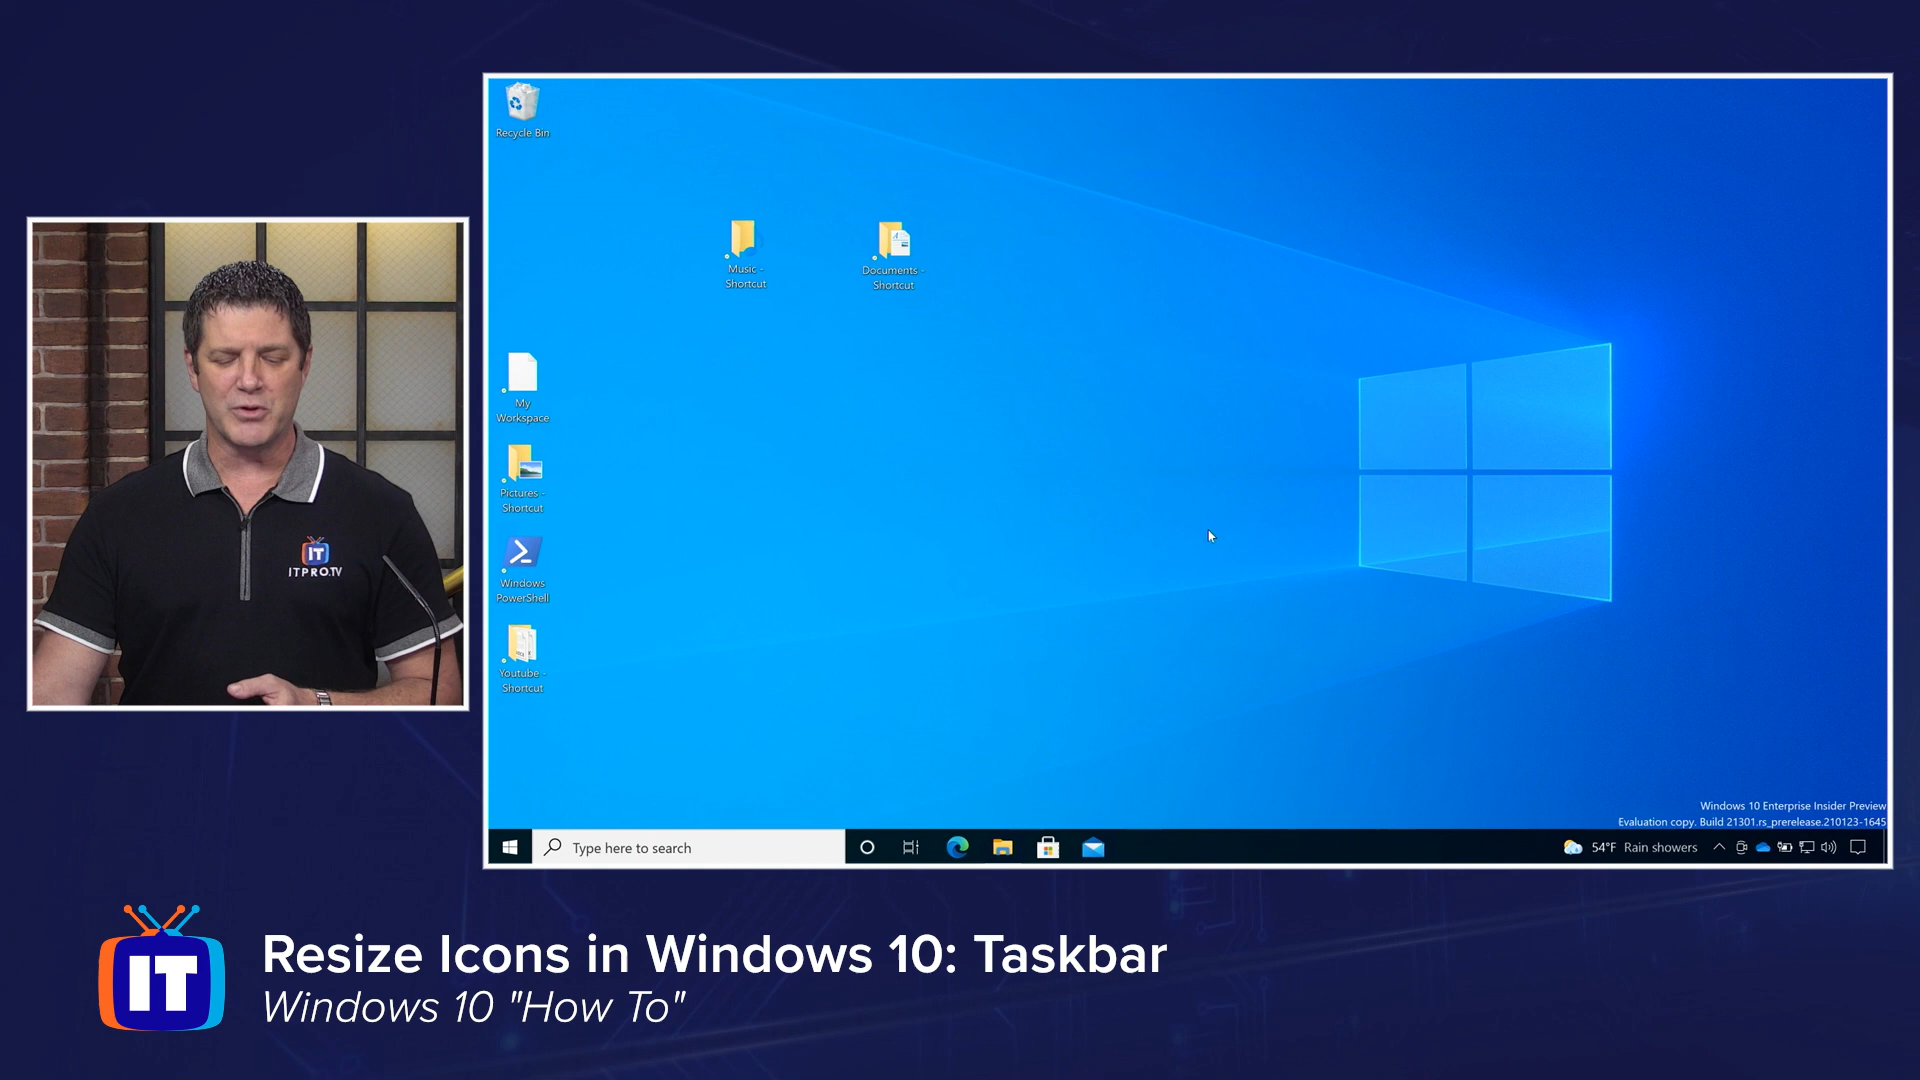 Recycle Bin
Music -
Shortcut
Documents -
Shortcut
My
Workspace
Pictures -
Shortcut
Windows
PowerShell
Youtube -
Shortcut
IT
ITPRO.TV
Windows 10 Enterprise Insider Preview
Evaluation copy. Build 21301.rs_prerelease.210123-1645
Type here to search
54°F Rain showers
IT
Resize Icons in Windows 10: Taskbar
Windows 10 "How To"